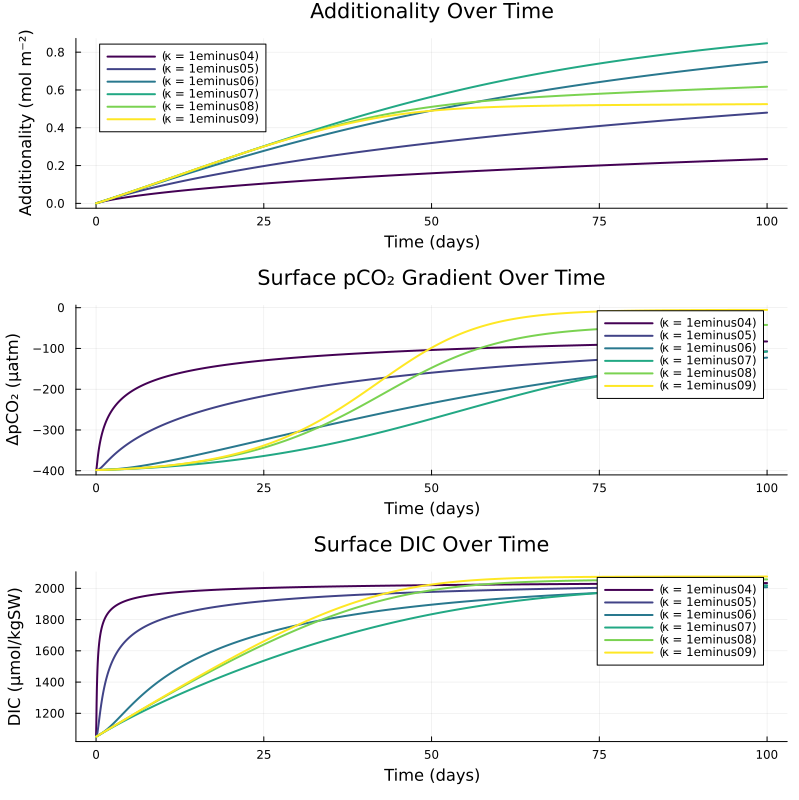 Additionality Over Time
Additionality (mol m⁻²)
0.8
0.6
0.4
0.2
0.0
(κ = 1eminus04)
(κ = 1eminus05)
(κ = 1eminus06)
(κ = 1eminus07)
(κ = 1eminus08)
(κ = 1eminus09)
0 25 50 75 100
Time (days)
Surface pCO₂ Gradient Over Time
ΔpCO₂ (μatm)
0
−100
−200
−300
−400
(κ = 1eminus04)
(κ = 1eminus05)
(κ = 1eminus06)
(κ = 1eminus07)
(κ = 1eminus08)
(κ = 1eminus09)
0 25 50 75 100
Time (days)
Surface DIC Over Time
DIC (μmol/kgSW)
2000
1800
1600
1400
1200
(κ = 1eminus04)
(κ = 1eminus05)
(κ = 1eminus06)
(κ = 1eminus07)
(κ = 1eminus08)
(κ = 1eminus09)
0 25 50 75 100
Time (days)